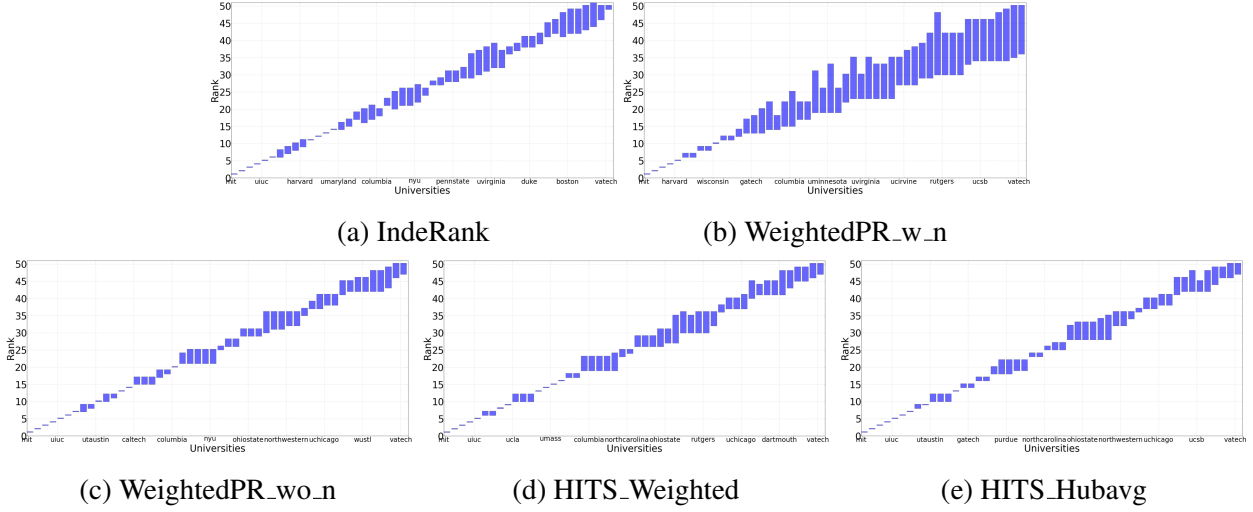 50
45
40
35
30
25
20
15
10
5
0
Rank
mit uiuc harvard umaryland columbia nyu pennstate uvirginia duke boston vatech
Universities
(a) IndeRank
50
45
40
35
30
25
20
15
10
5
0
Rank
mit harvard wisconsin gatech columbia uminnesota uvirginia ucirvine rutgers ucsb vatech
Universities
(b) WeightedPR_w_n
50
45
40
35
30
25
20
15
10
5
0
Rank
mit uiuc utaustin caltech columbia nyu ohiostate northwestern uchicago wustl vatech
Universities
(c) WeightedPR_wo_n
50
45
40
35
30
25
20
15
10
5
0
Rank
mit uiuc ucla umass columbia northcarolina ohiostate rutgers uchicago dartmouth vatech
Universities
(d) HITS_Weighted
50
45
40
35
30
25
20
15
10
5
0
Rank
mit uiuc utaustin gatech purdue northcarolina ohiostate northwestern uchicago ucsb vatech
Universities
(e) HITS_Hubavg